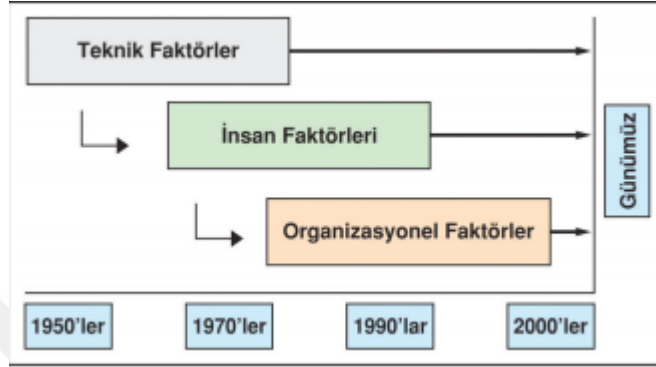 Teknik Faktörler
İnsan Faktörleri
Organizasyonel Faktörler
Günümüz
1950'ler
1970'ler
1990'lar
2000'ler